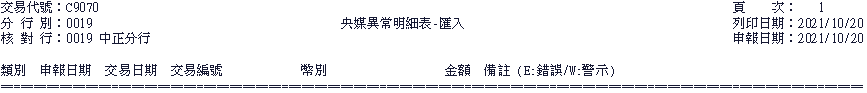 交易代號：C9070 頁 次： 1
分 行 別：0019 央媒異常明細表-匯入 列印日期：2021/10/20
核 對 行：0019 中正分行 申報日期：2021/10/20
類別 申報日期 交易日期 交易編號 幣別 金額 備註 (E:錯誤/W:警示)